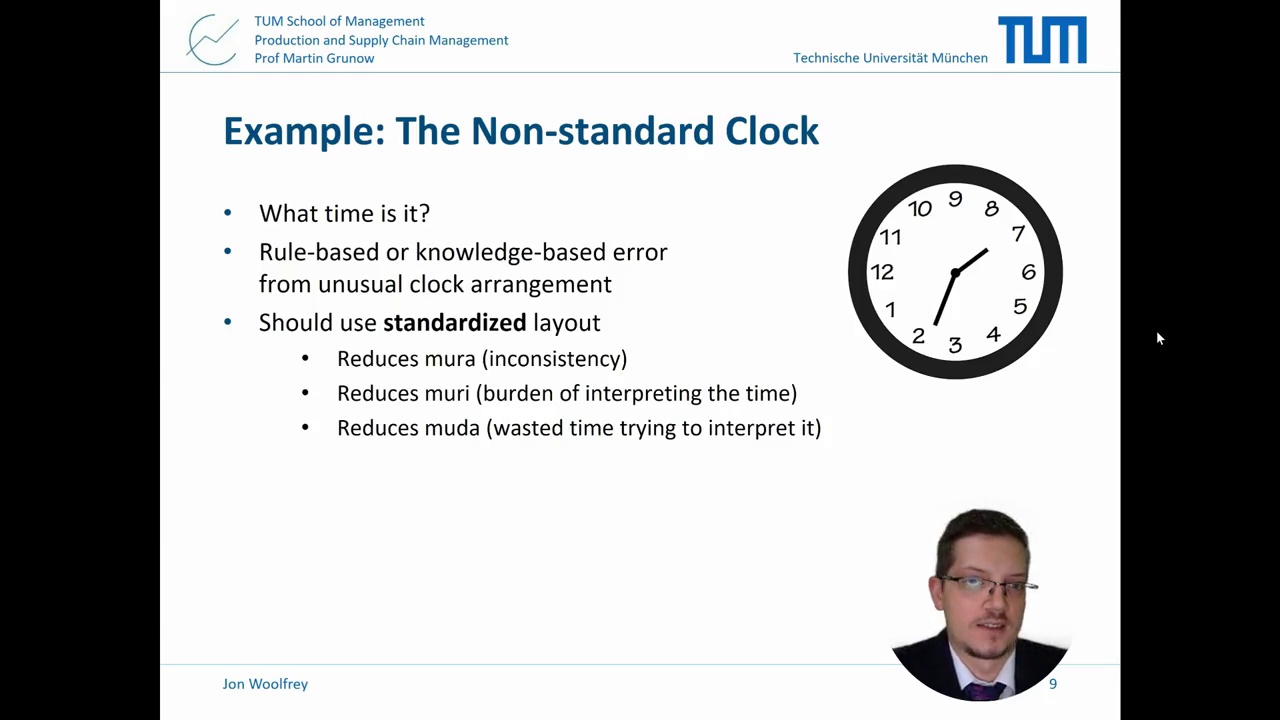 TUM School of Management
Production and Supply Chain Management
Prof Martin Grunow
Technische Universität München
TUM
Example: The Non-standard Clock
• What time is it?
• Rule-based or knowledge-based error
from unusual clock arrangement
• Should use standardized layout
• Reduces mura (inconsistency)
• Reduces muri (burden of interpreting the time)
• Reduces muda (wasted time trying to interpret it)
9
10 8
11 7
12 6
1 5
2 4
3
Jon Woolfrey
9